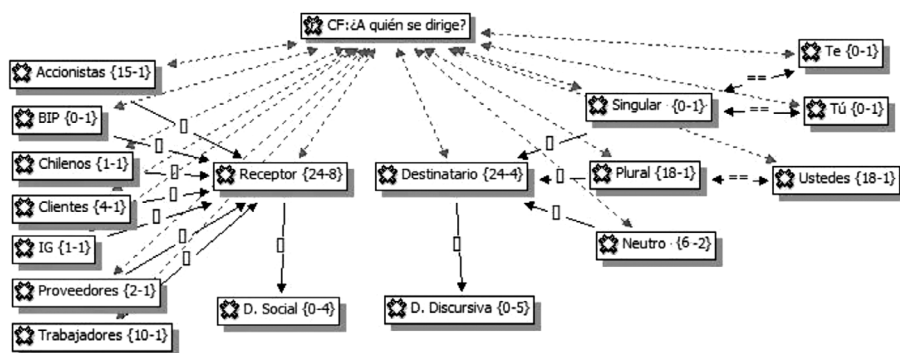 CF:¿A quién se dirige?
Accionistas {15-1}
Te {0-1}
==
Singular {0-1}
==
Tú {0-1}
BIP {0-1}
Chilenos {1-1}
Receptor {24-8}
Destinatario {24-4}
Plural {18-1}
==
Ustedes {18-1}
Clientes {4-1}
IG {1-1}
Neutro {6-2}
Proveedores {2-1}
D. Social {0-4}
D. Discursiva {0-5}
Trabajadores {10-1}